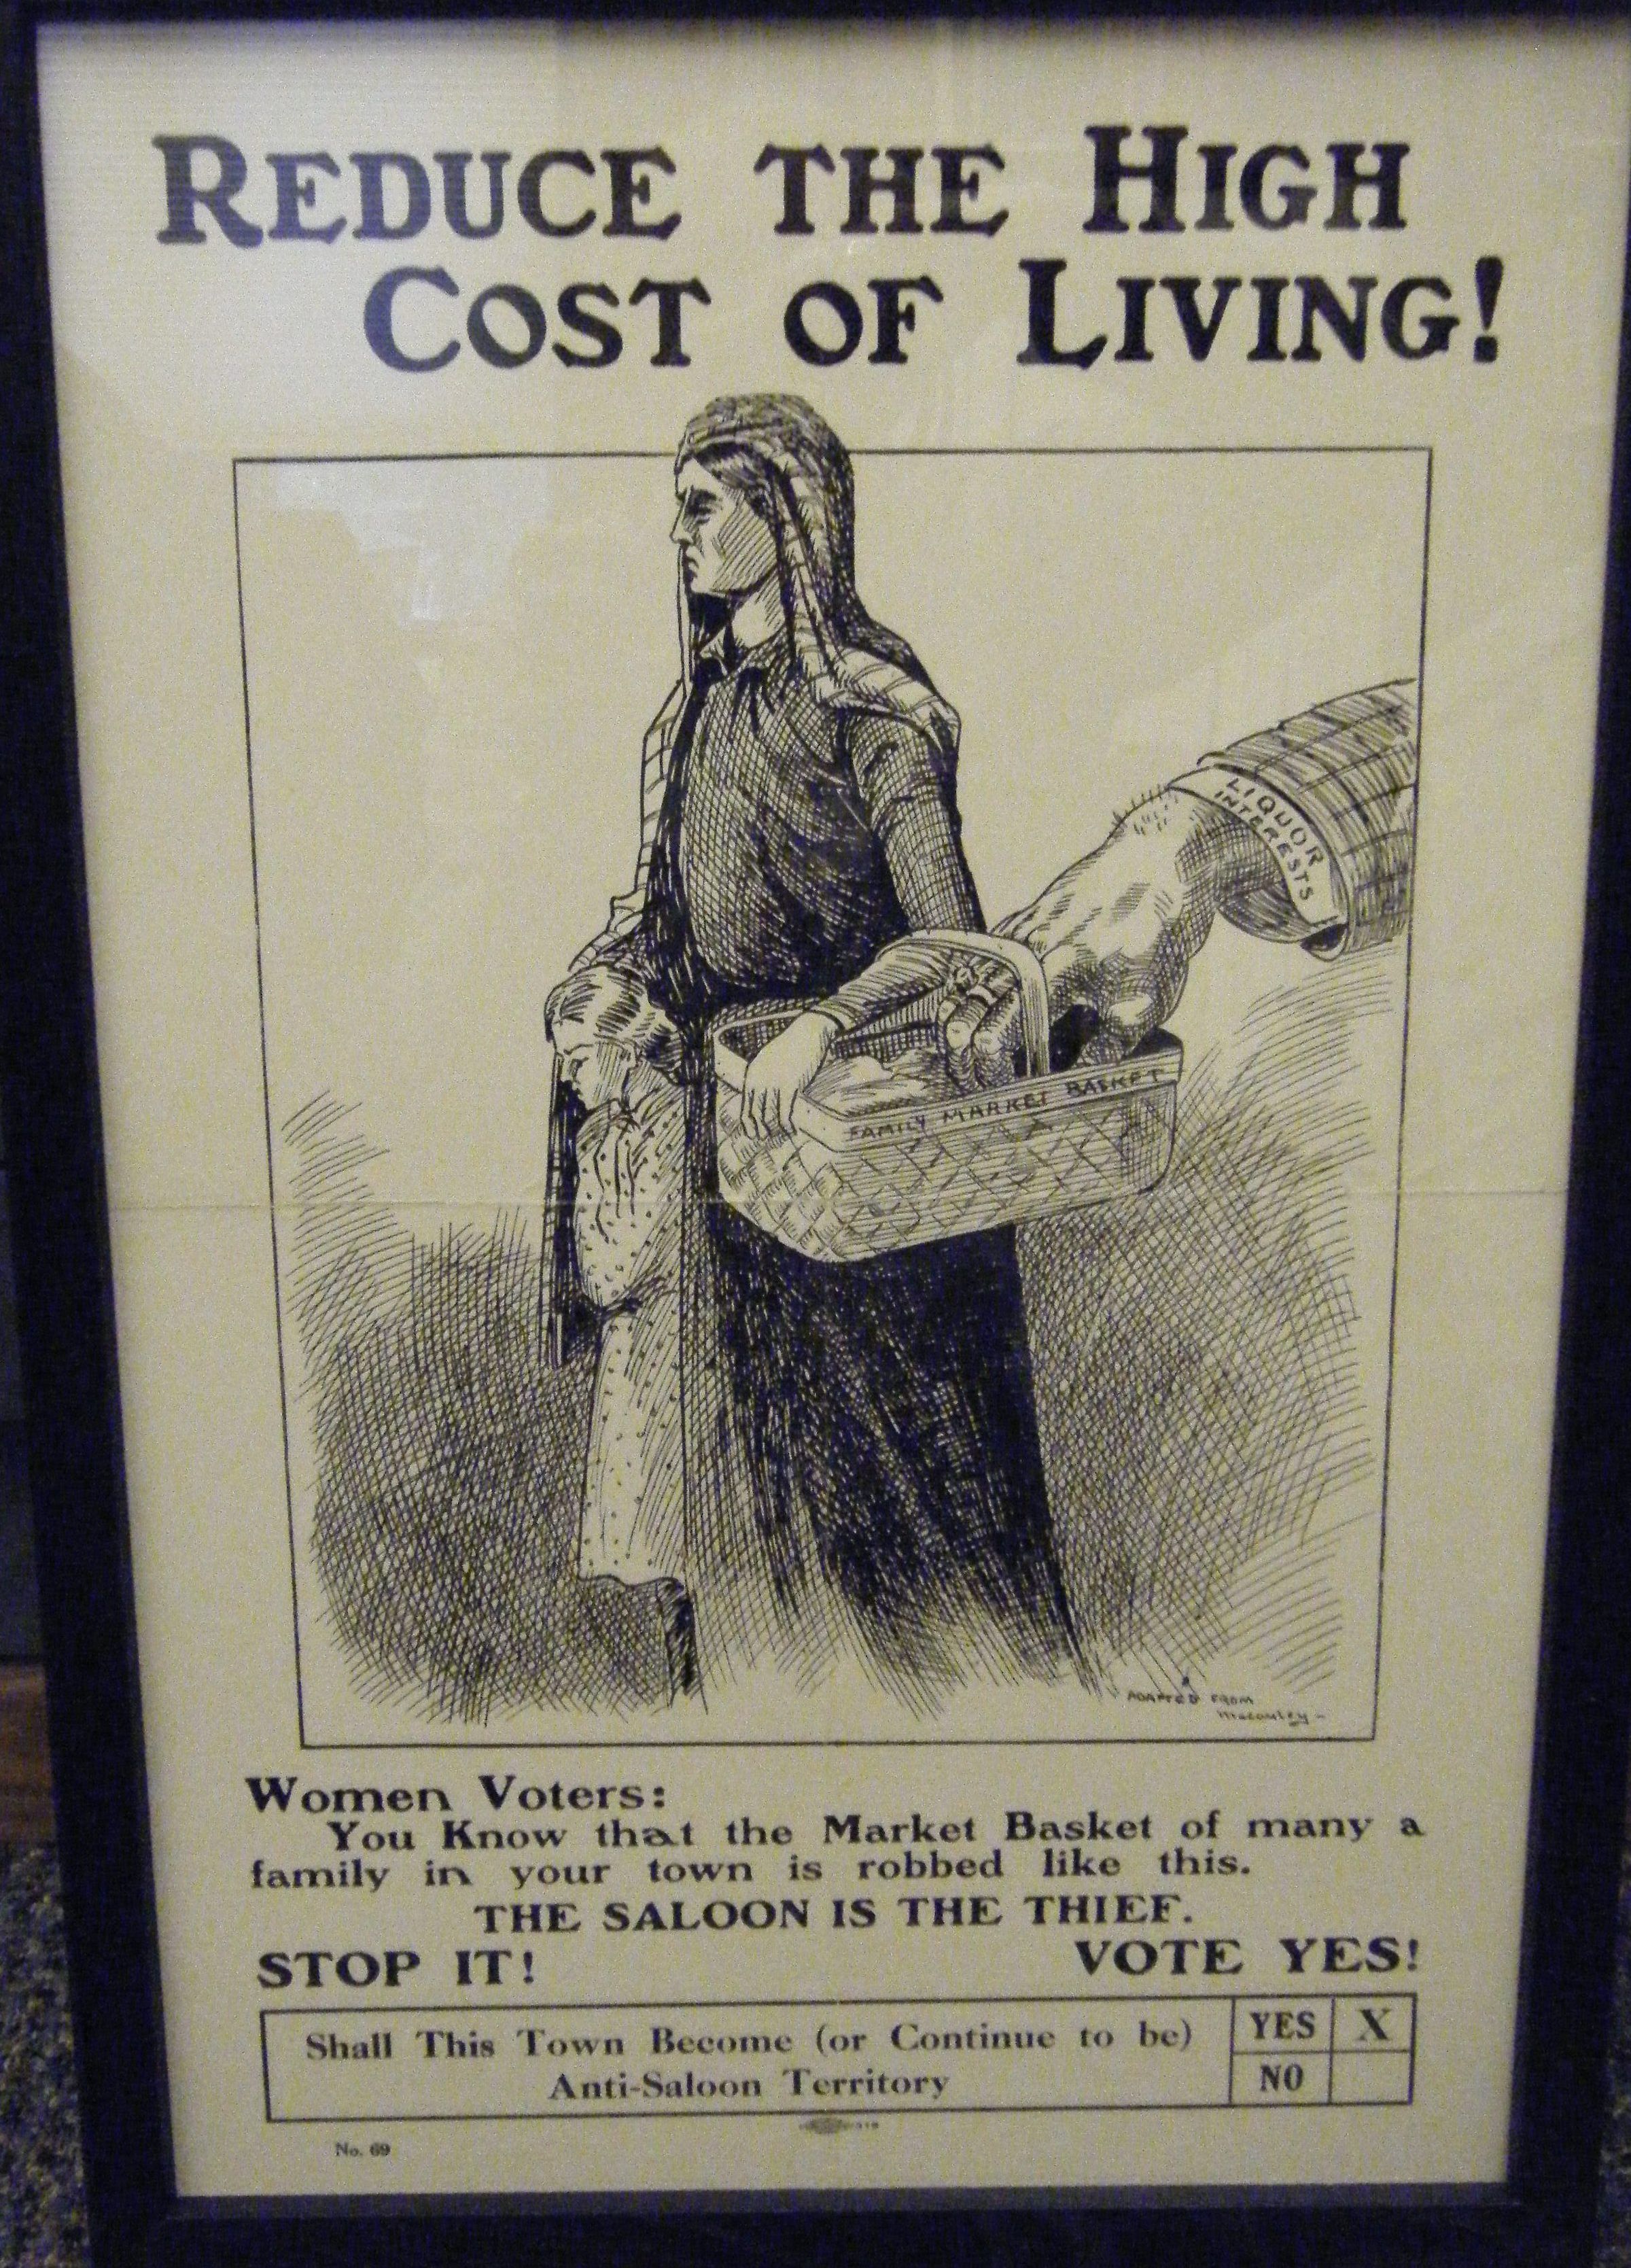 REDUCE THE HIGH
COST OF LIVING!
LIQUOR
INTERESTS
FAMILY MARKET BASKET
ADAPTED FROM
Macauley -
Women Voters:
You Know that the Market Basket of many a
family in your town is robbed like this.
THE SALOON IS THE THIEF.
STOP IT! VOTE YES!
Shall This Town Become (or Continue to be)
Anti-Saloon Territory
YES X
NO
No. 69